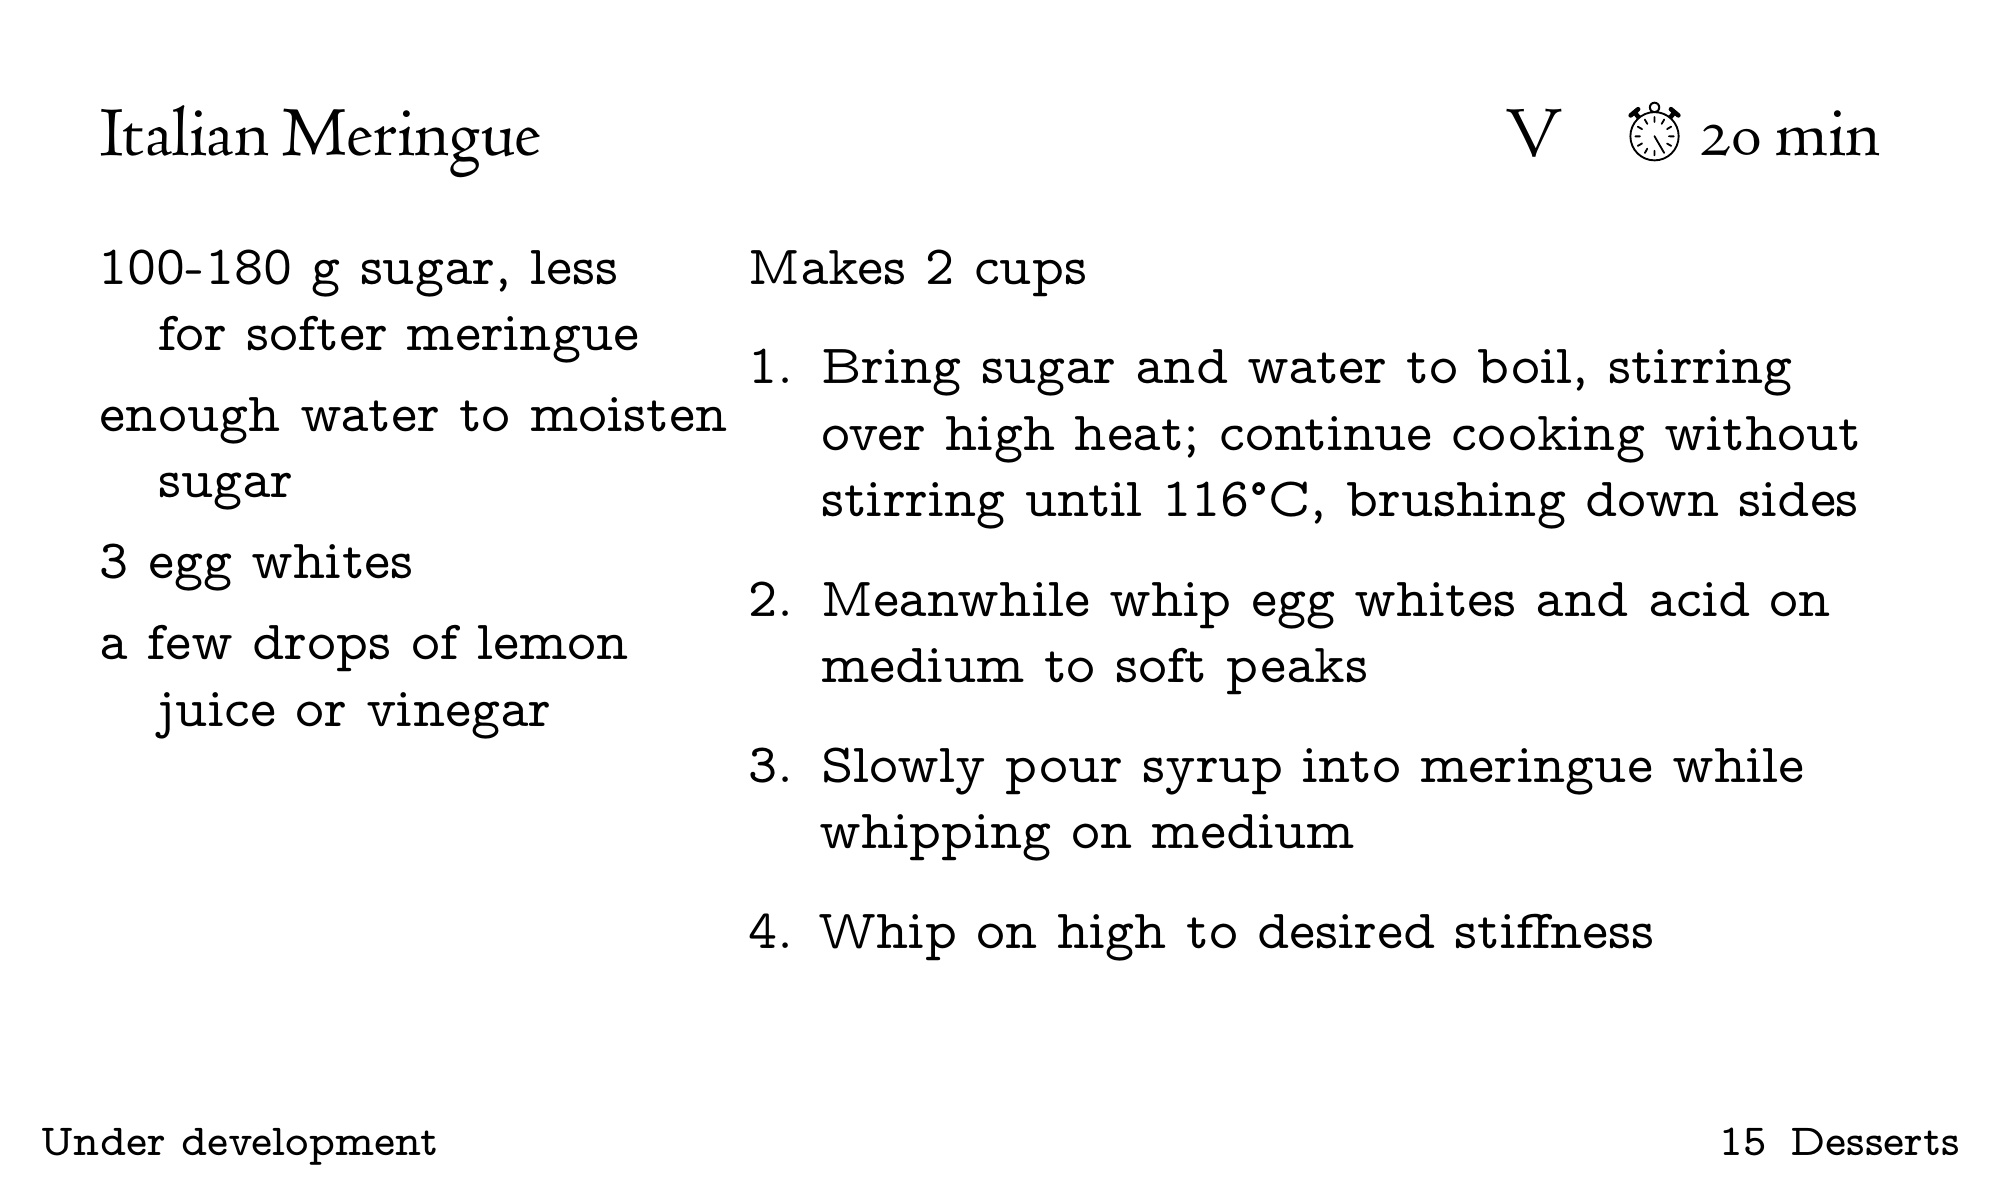 Italian Meringue
V ⏱ 20 min
100-180 g sugar, less
for softer meringue
enough water to moisten
sugar
3 egg whites
a few drops of lemon
juice or vinegar
Makes 2 cups
1. Bring sugar and water to boil, stirring
over high heat; continue cooking without
stirring until 116°C, brushing down sides
2. Meanwhile whip egg whites and acid on
medium to soft peaks
3. Slowly pour syrup into meringue while
whipping on medium
4. Whip on high to desired stiffness
Under development
15 Desserts